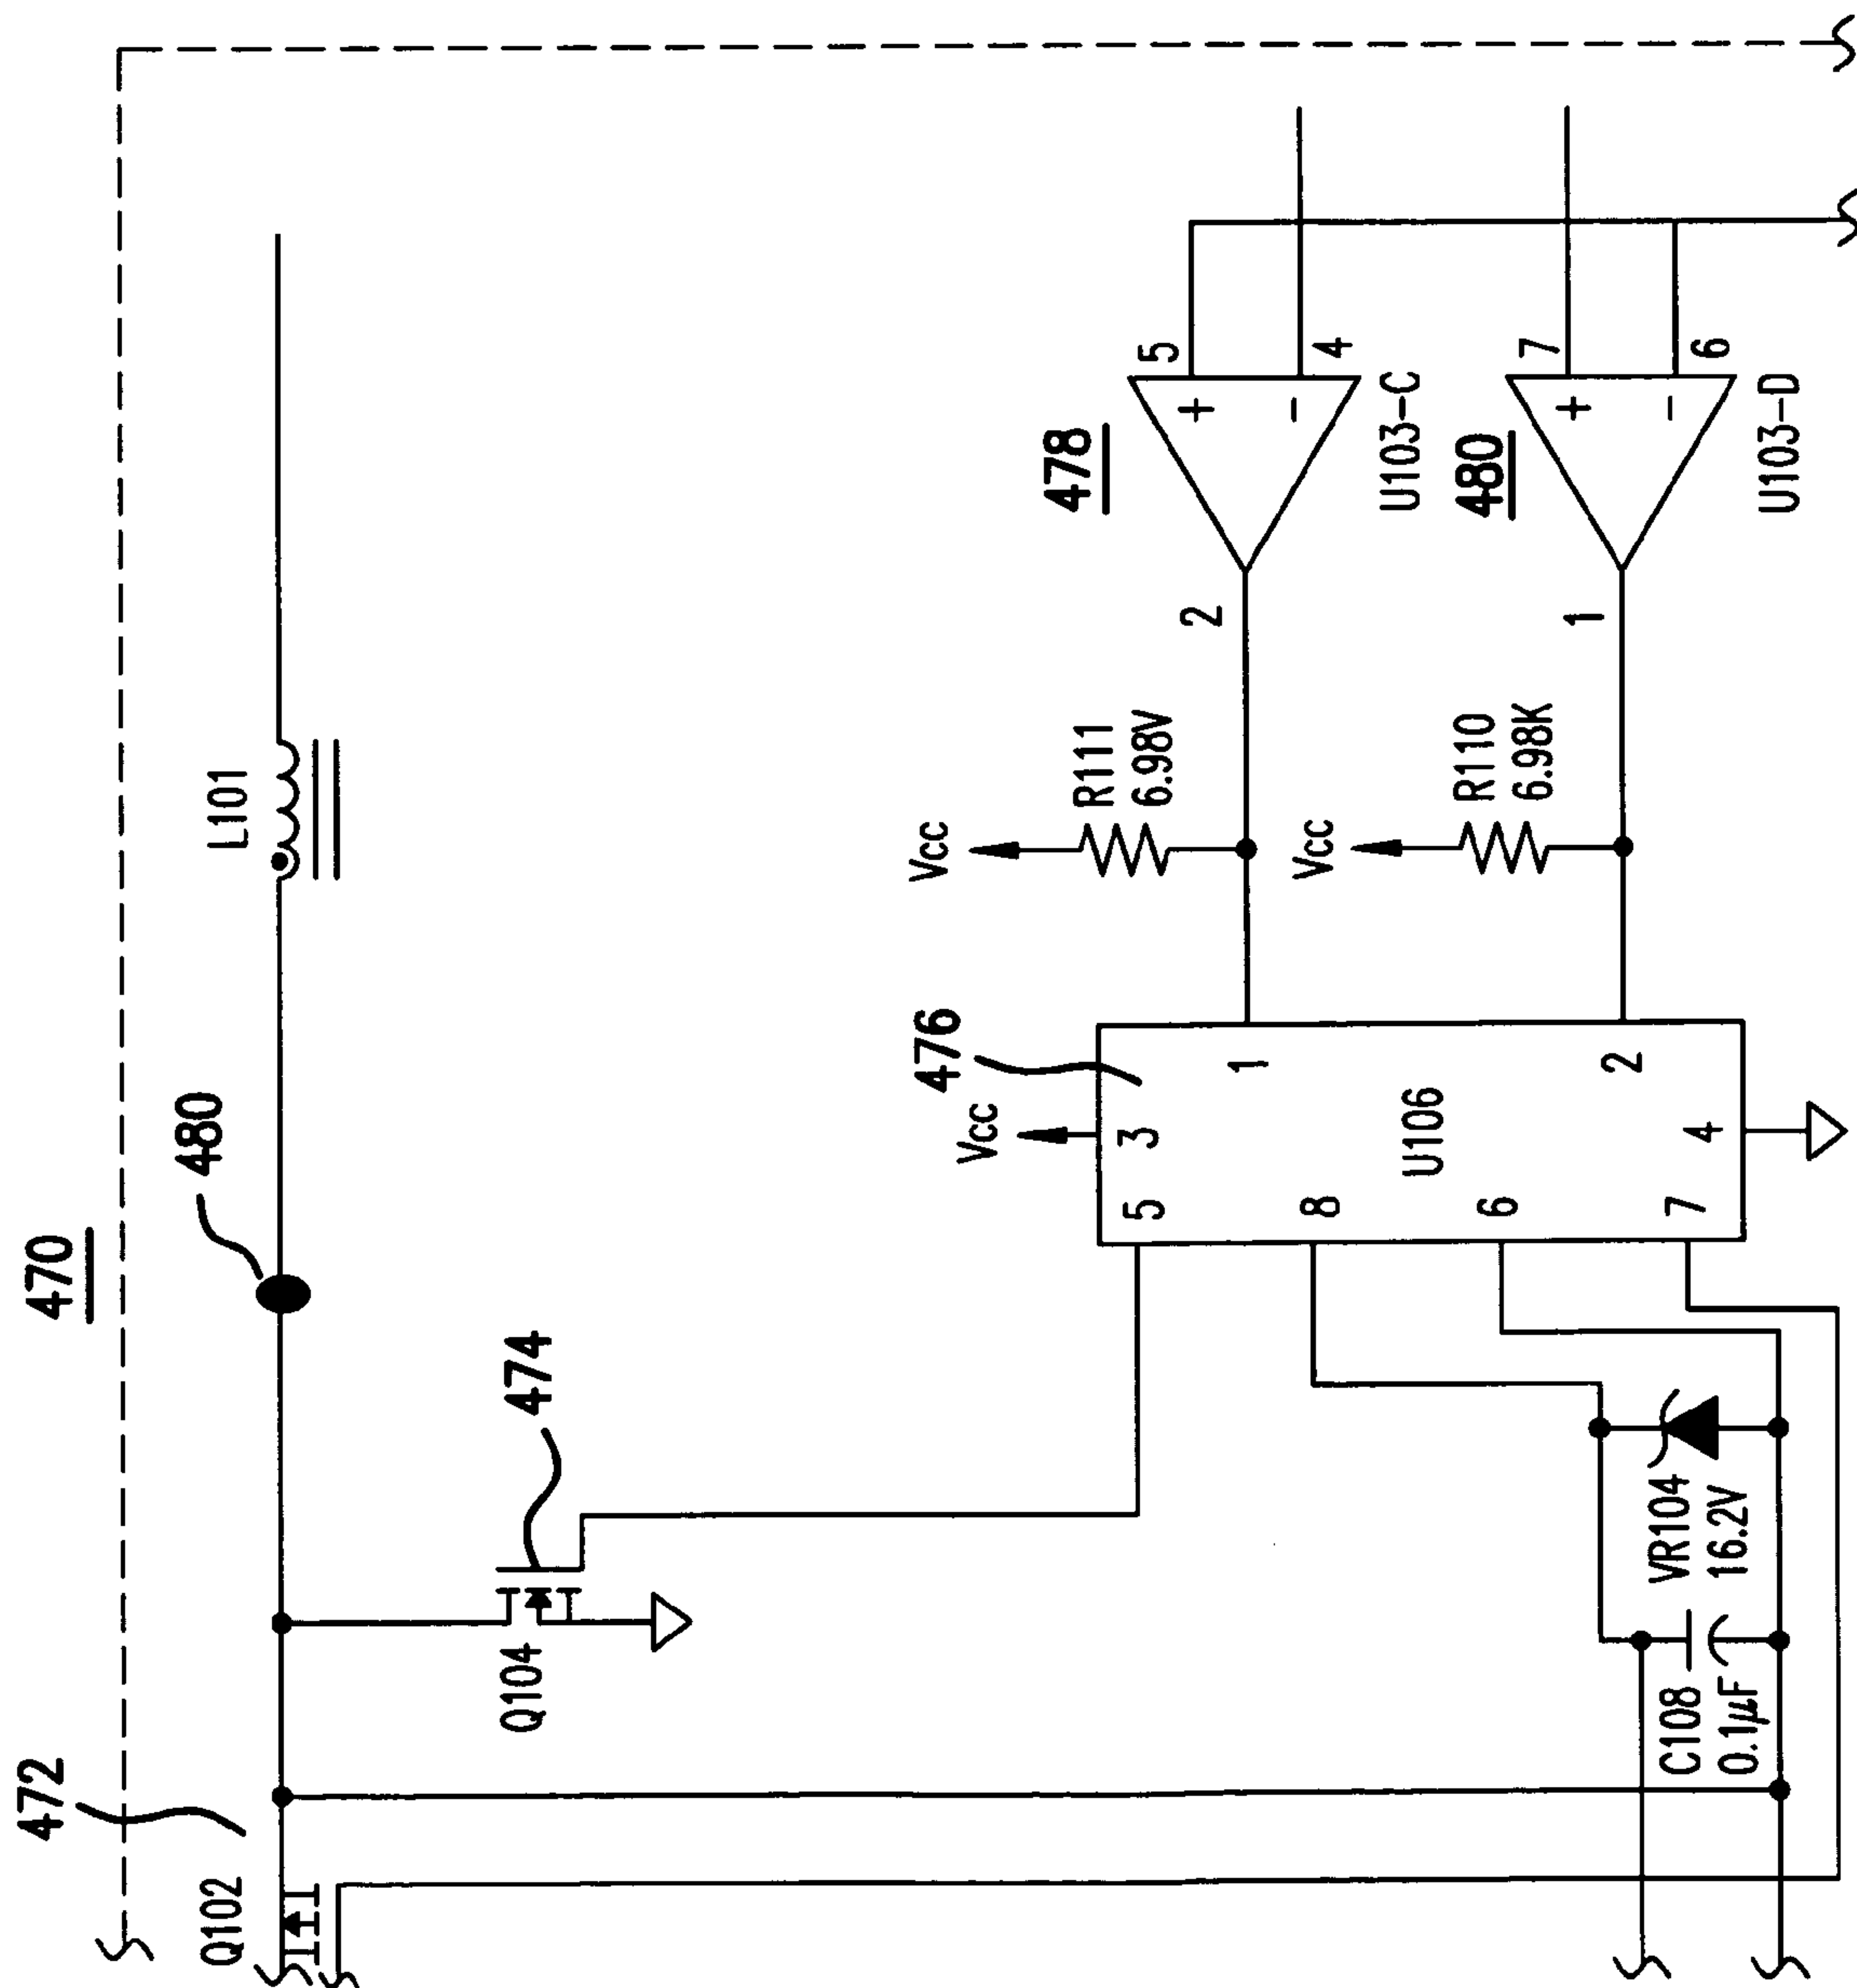 470
472
480
Q102
L101
474
Q104
476
Vcc
3
5
8
6
7
1
2
4
U106
Vcc
R111
6.98V
Vcc
R110
6.98K
2
1
478
480
5
4
+
-
U103-C
7
6
+
-
U103-D
VR104
16.2V
C108
0.1µF